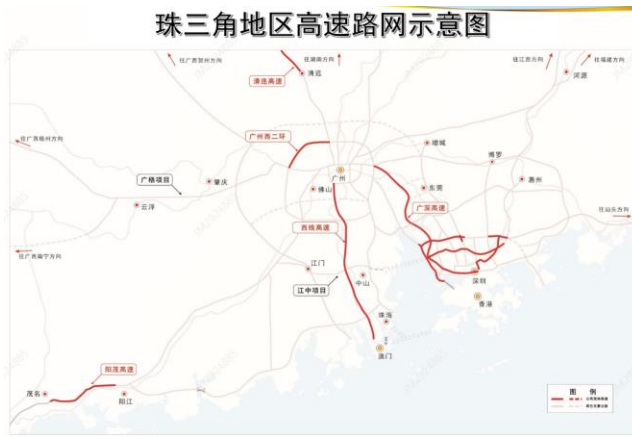 珠三角地区高速路网示意图
往广西贺州方向
往湖南方向
往江西方向
往福建方向
清远
河源
清连高速
往广西梧州方向
广州西二环
增城
博罗
广梧项目
肇庆
广州
佛山
东莞
惠州
云浮
广深高速
往汕头方向
西线高速
往广西南宁方向
江门
深圳
江中项目
中山
香港
珠海
澳门
阳茂高速
茂名
阳江
图 例